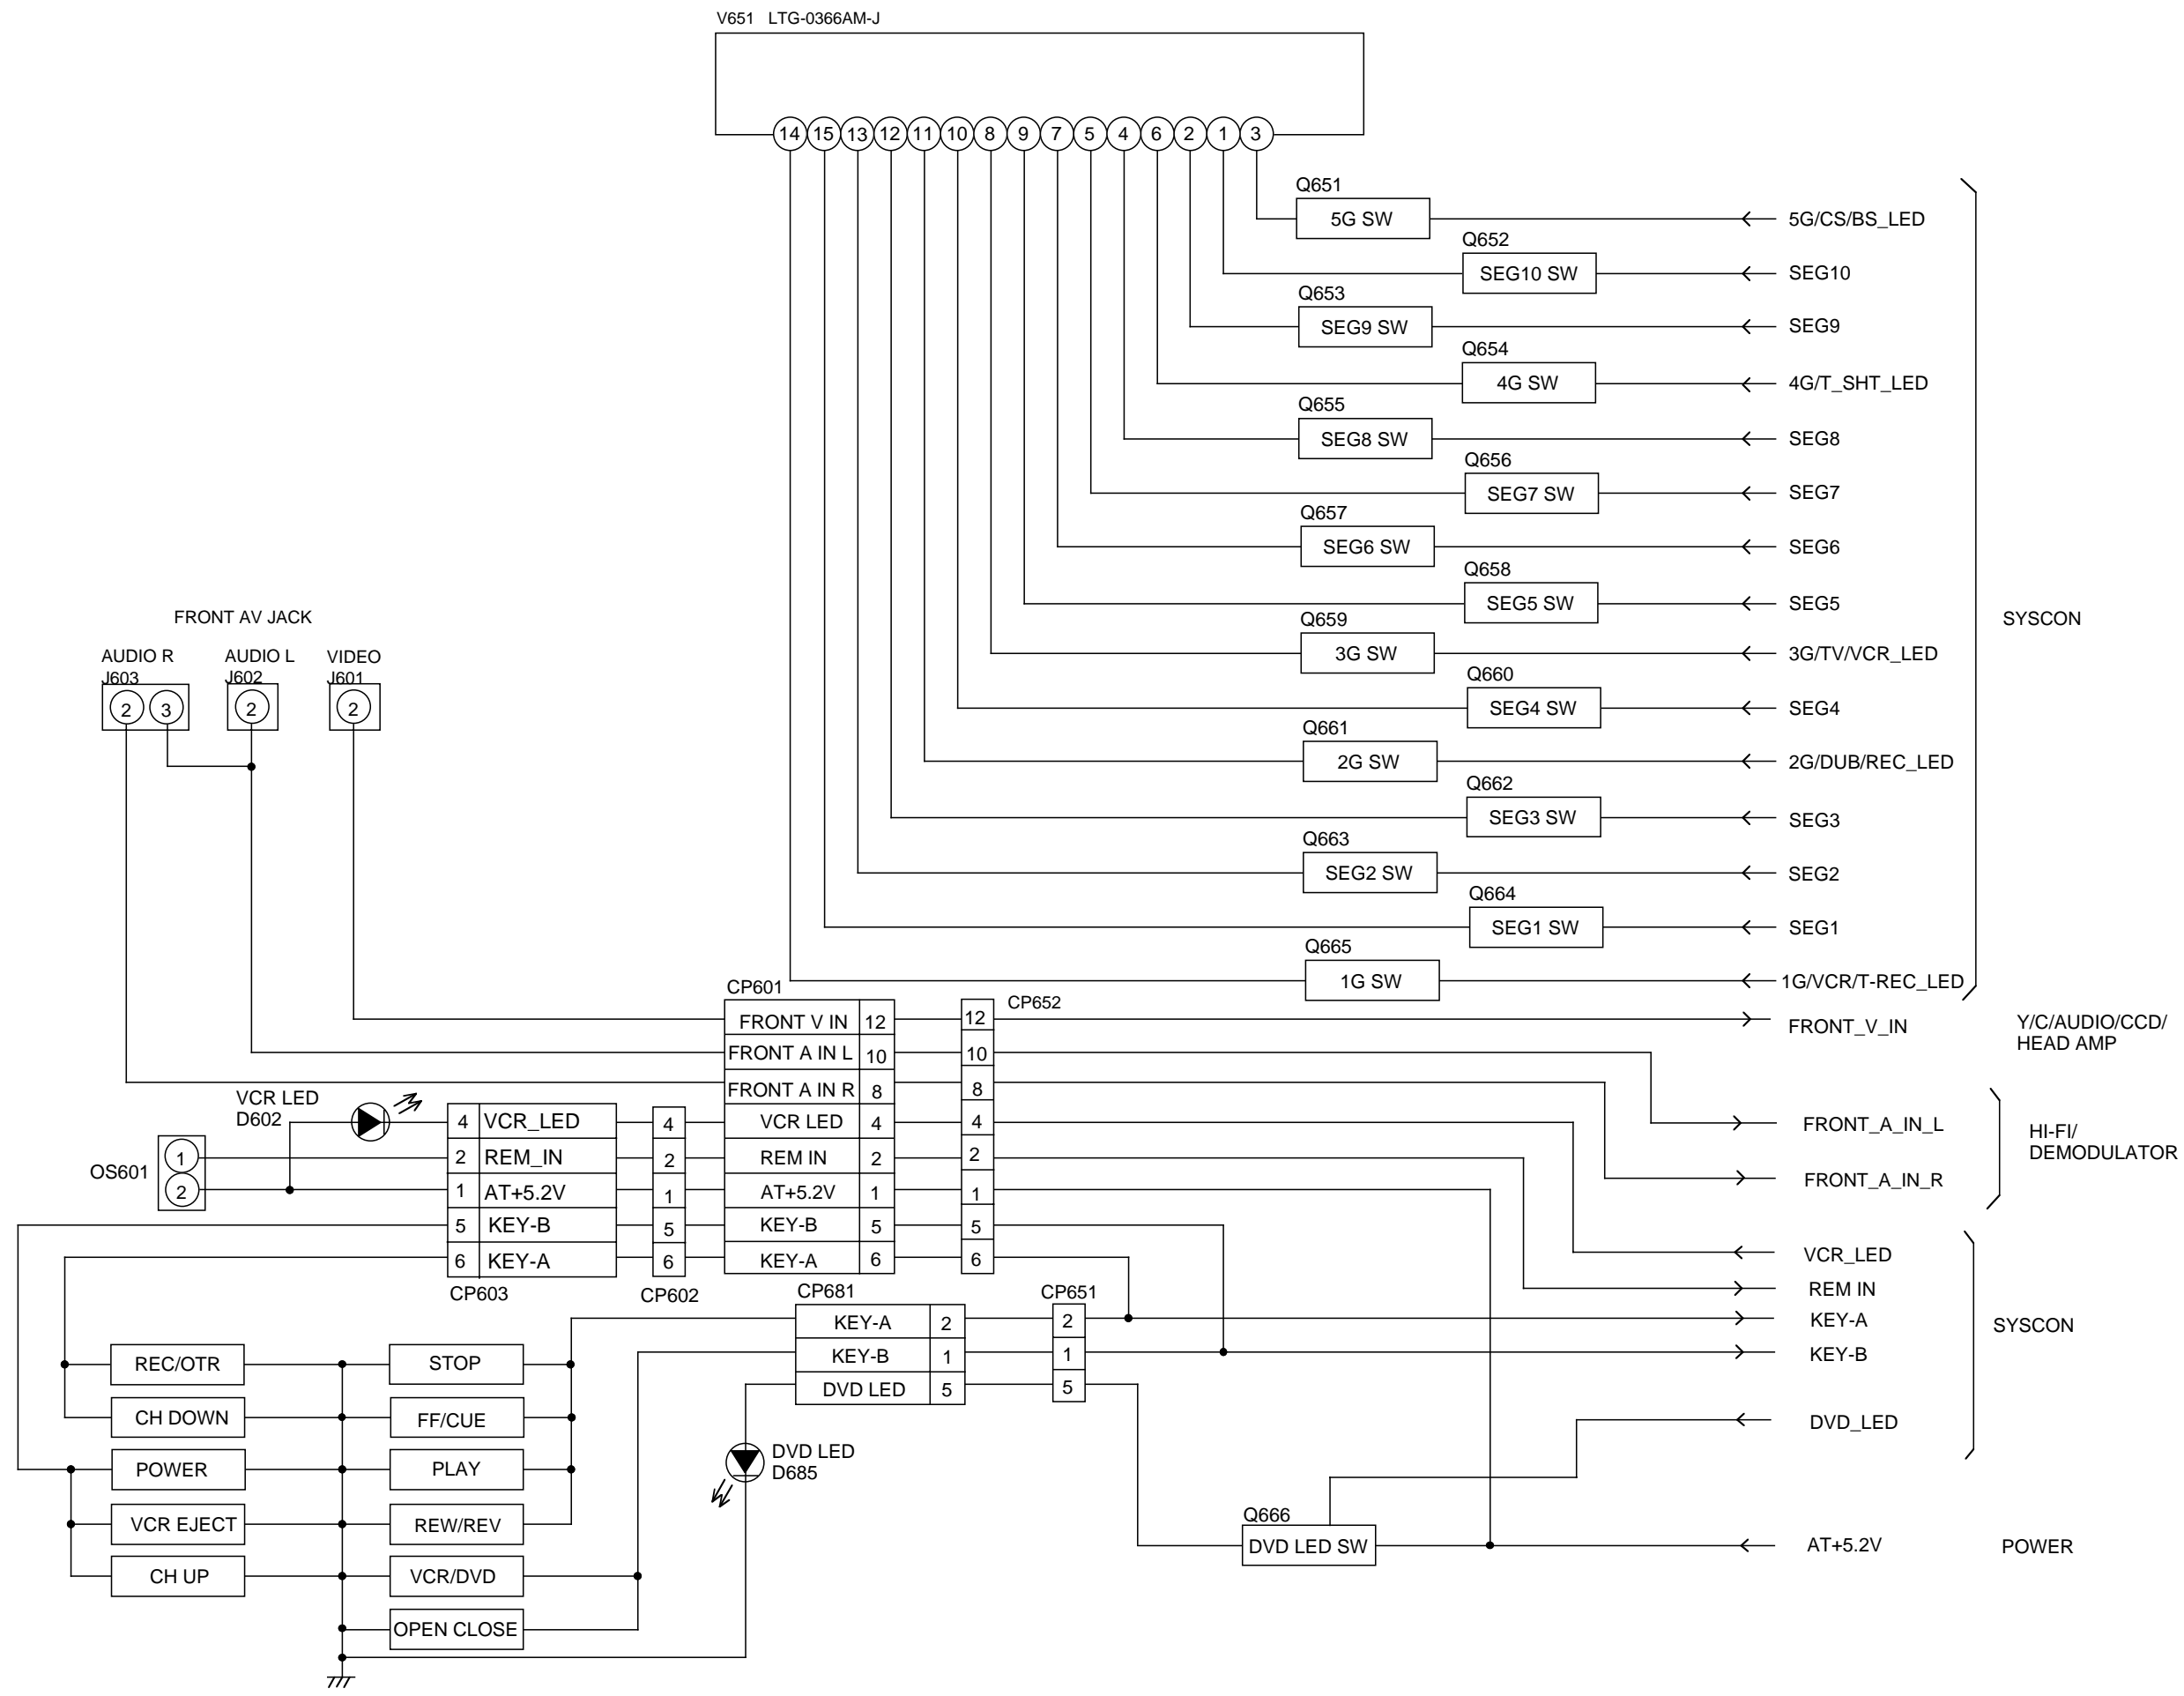 V651 LTG-0366AM-J
14 15 13 12 11 10 8 9 7 5 4 6 2 1 3
Q651
5G SW
5G/CS/BS_LED
Q652
SEG10 SW
SEG10
Q653
SEG9 SW
SEG9
Q654
4G SW
4G/T_SHT_LED
Q655
SEG8 SW
SEG8
Q656
SEG7 SW
SEG7
Q657
SEG6 SW
SEG6
Q658
SEG5 SW
SEG5
SYSCON
Q659
3G SW
3G/TV/VCR_LED
Q660
SEG4 SW
SEG4
Q661
2G SW
2G/DUB/REC_LED
Q662
SEG3 SW
SEG3
Q663
SEG2 SW
SEG2
Q664
SEG1 SW
SEG1
Q665
1G SW
1G/VCR/T-REC_LED
FRONT AV JACK
AUDIO R
J603
2 3
AUDIO L
J602
2
VIDEO
J601
2
CP601
CP652
FRONT V IN 12 12
FRONT_V_IN
Y/C/AUDIO/CCD/
HEAD AMP
FRONT A IN L 10 10
FRONT A IN R 8 8
FRONT_A_IN_L
FRONT_A_IN_R
HI-FI/
DEMODULATOR
VCR LED
D602
OS601
1
2
4 VCR_LED 4 VCR LED 4 4
2 REM_IN 2 REM IN 2 2
1 AT+5.2V 1 AT+5.2V 1 1
5 KEY-B 5 KEY-B 5 5
6 KEY-A 6 KEY-A 6 6
CP603
CP602
CP681
CP651
KEY-A 2 2
KEY-B 1 1
DVD LED 5 5
VCR_LED
REM IN
KEY-A
KEY-B
DVD_LED
SYSCON
REC/OTR
STOP
CH DOWN
FF/CUE
POWER
PLAY
VCR EJECT
REW/REV
CH UP
VCR/DVD
OPEN CLOSE
DVD LED
D685
Q666
DVD LED SW
AT+5.2V
POWER